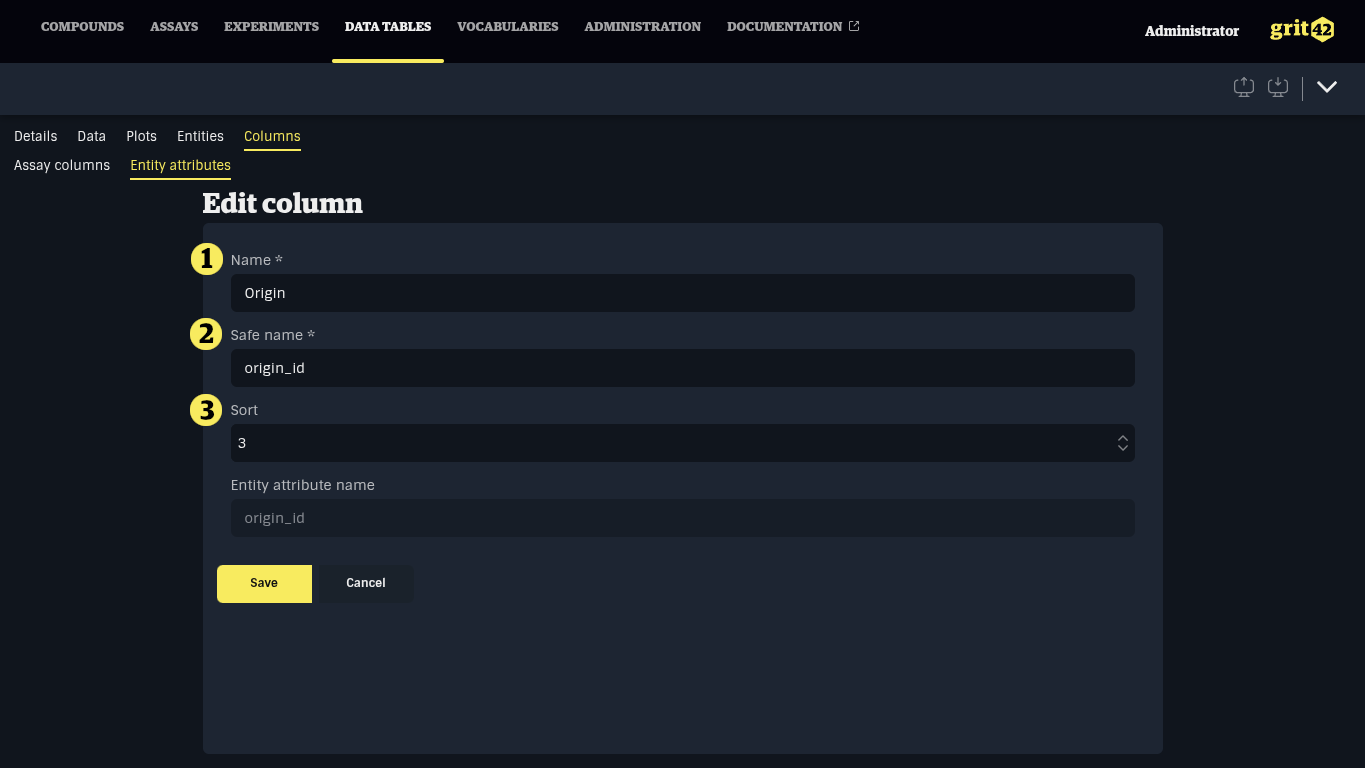 COMPOUNDS ASSAYS EXPERIMENTS DATA TABLES VOCABULARIES ADMINISTRATION DOCUMENTATION Administrator grit42
Details Data Plots Entities Columns
Assay columns Entity attributes
Edit column
1 Name *
Origin
2 Safe name *
origin_id
3 Sort
3
Entity attribute name
origin_id
Save Cancel